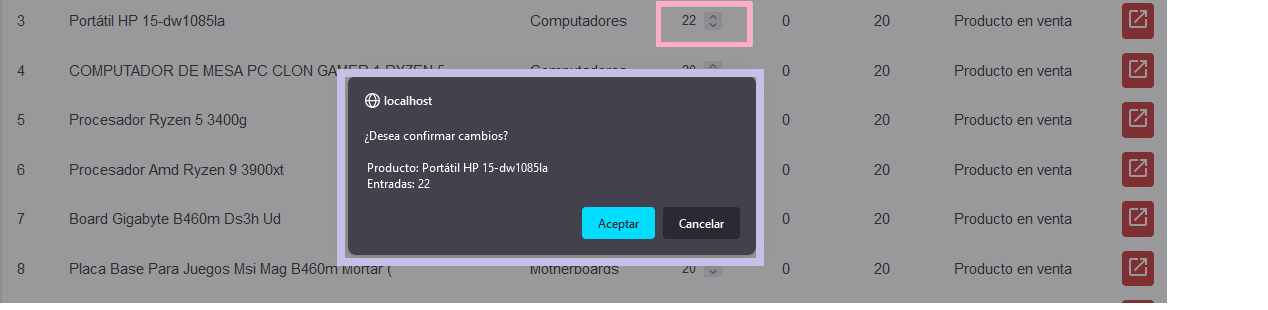 3 Portátil HP 15-dw1085la Computadores 22 0 20 Producto en venta
4 COMPUTADOR DE MESA PC CLON GAMER 1 RYZEN 5 Computadores 20 0 20 Producto en venta
localhost
¿Desea confirmar cambios?
Producto: Portátil HP 15-dw1085la
Entradas: 22
Aceptar Cancelar
5 Procesador Ryzen 5 3400g 0 20 Producto en venta
6 Procesador Amd Ryzen 9 3900xt 0 20 Producto en venta
7 Board Gigabyte B460m Ds3h Ud 0 20 Producto en venta
8 Placa Base Para Juegos Msi Mag B460m Mortar ( Motherboards 20 0 20 Producto en venta